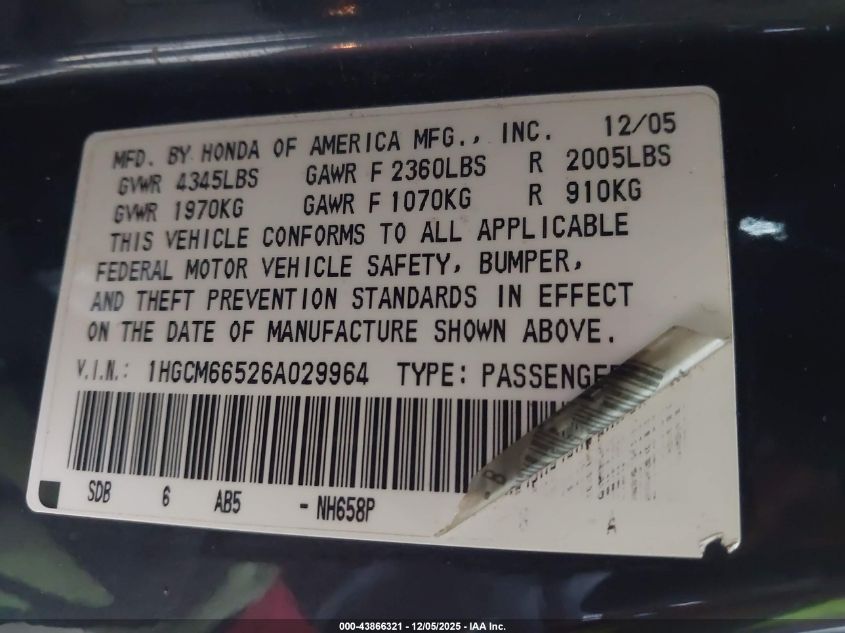 MFD. BY HONDA OF AMERICA MFG., INC. 12/05
GVWR 4345LBS GAWR F 2360LBS R 2005LBS
GVWR 1970KG GAWR F 1070KG R 910KG
THIS VEHICLE CONFORMS TO ALL APPLICABLE
FEDERAL MOTOR VEHICLE SAFETY, BUMPER,
AND THEFT PREVENTION STANDARDS IN EFFECT
ON THE DATE OF MANUFACTURE SHOWN ABOVE.
V.I.N.: 1HGCM66526A029964 TYPE: PASSENGE
SDB 6 AB5 -NH658P
A
000-43866321 - 12/05/2025 - IAA Inc.